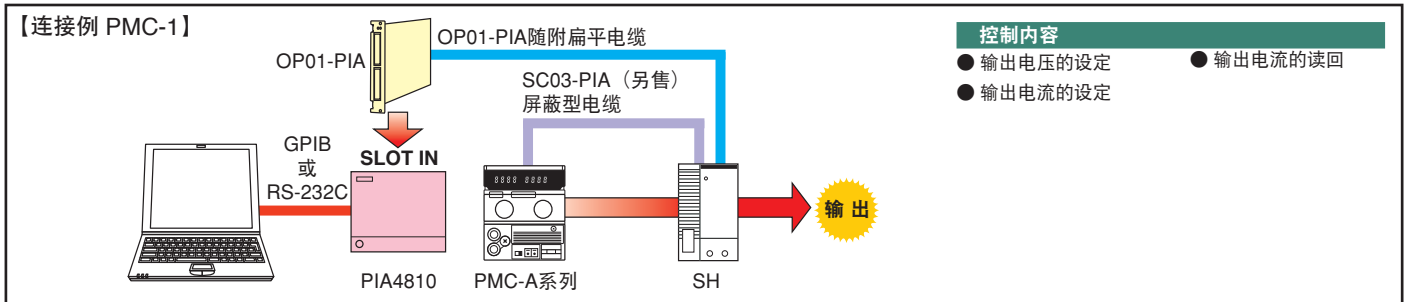 【连接例 PMC-1】
OP01-PIA
OP01-PIA随附扁平电缆
SC03-PIA（另售）
屏蔽型电缆
GPIB
或
RS-232C
SLOT IN
8888 8888
输 出
PIA4810
PMC-A系列
SH
控制内容
● 输出电压的设定
● 输出电流的读回
● 输出电流的设定